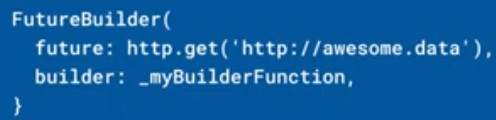 FutureBuilder(
  future: http.get('http://awesome.data'),
  builder: _myBuilderFunction,
}